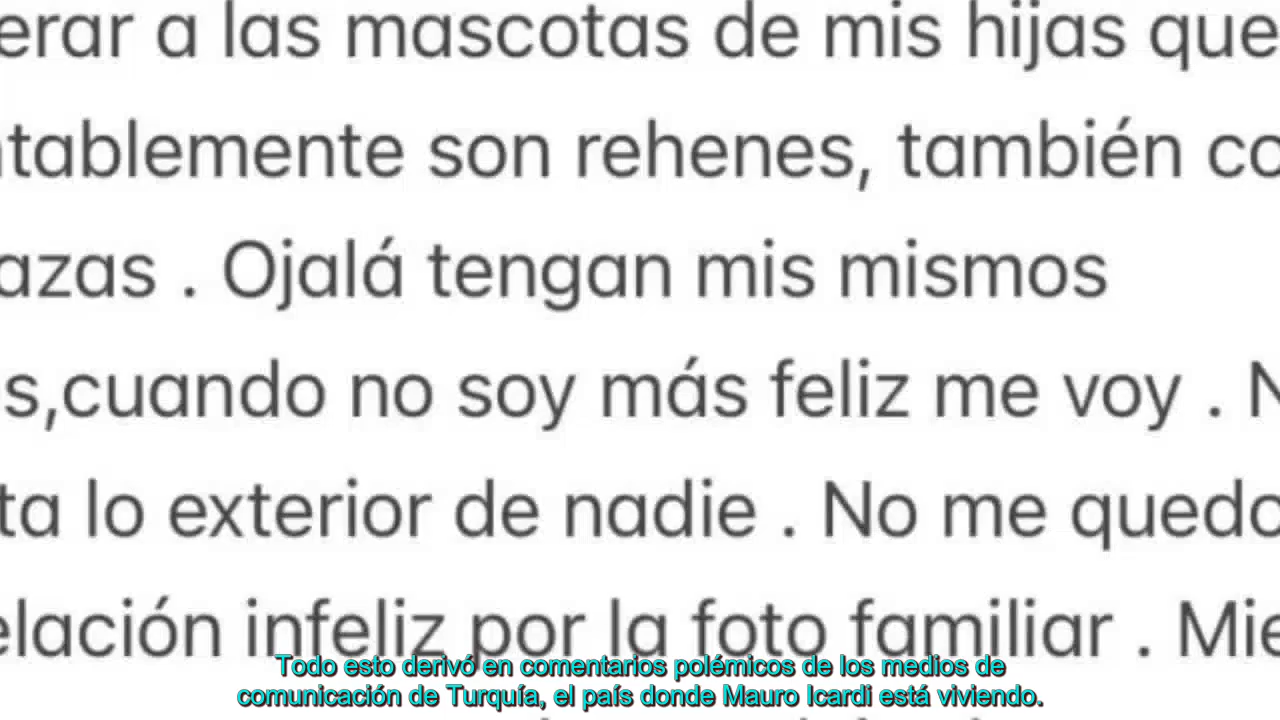 erar a las mascotas de mis hijas que
ntablemente son rehenes, también co
azas . Ojalá tengan mis mismos
s,cuando no soy más feliz me voy . N
ta lo exterior de nadie . No me quedo
elación infeliz por la foto familiar . Mie
Todo esto derivó en comentarios polémicos de los medios de
comunicación de Turquía, el país donde Mauro Icardi está viviendo.